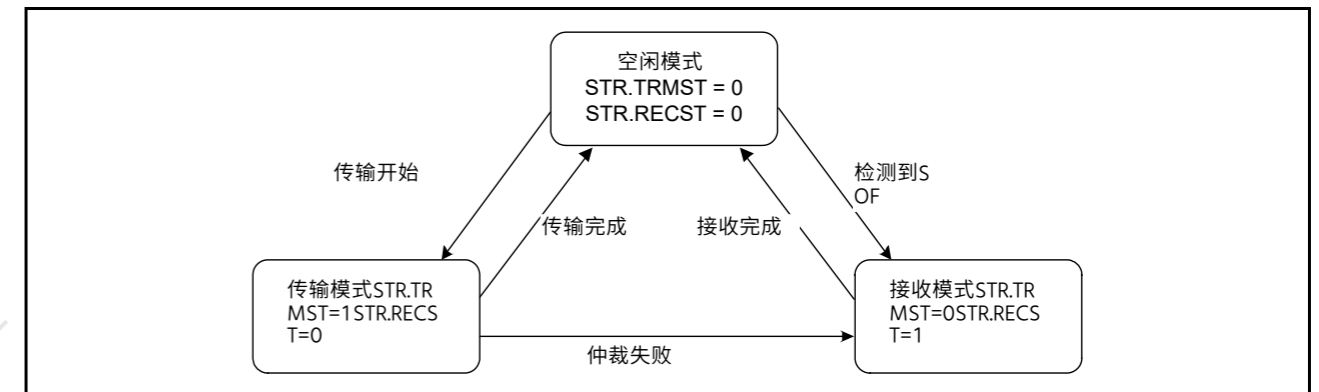 空闲模式
STR.TRMST = 0
STR.RECST = 0
传输开始
检测到S
OF
传输完成
接收完成
传输模式STR.TR
MST=1STR.RECS
T=0
接收模式STR.TR
MST=0STR.RECS
T=1
仲裁失败